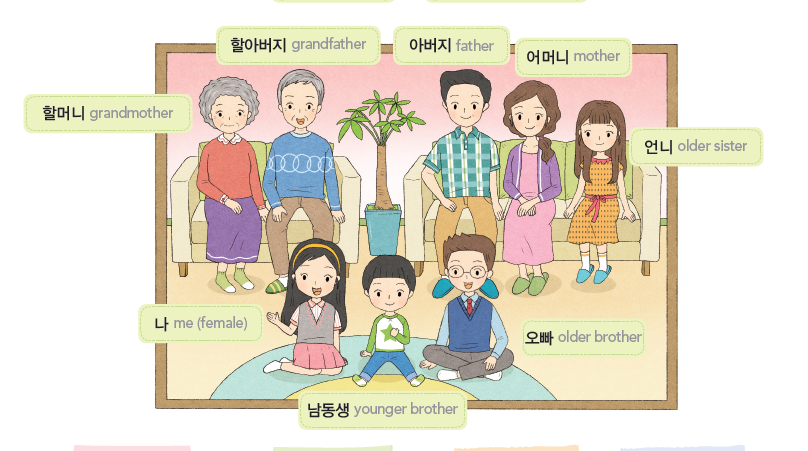 할아버지 grandfather
아버지 father
어머니 mother
할머니 grandmother
언니 older sister
나 me (female)
오빠 older brother
남동생 younger brother